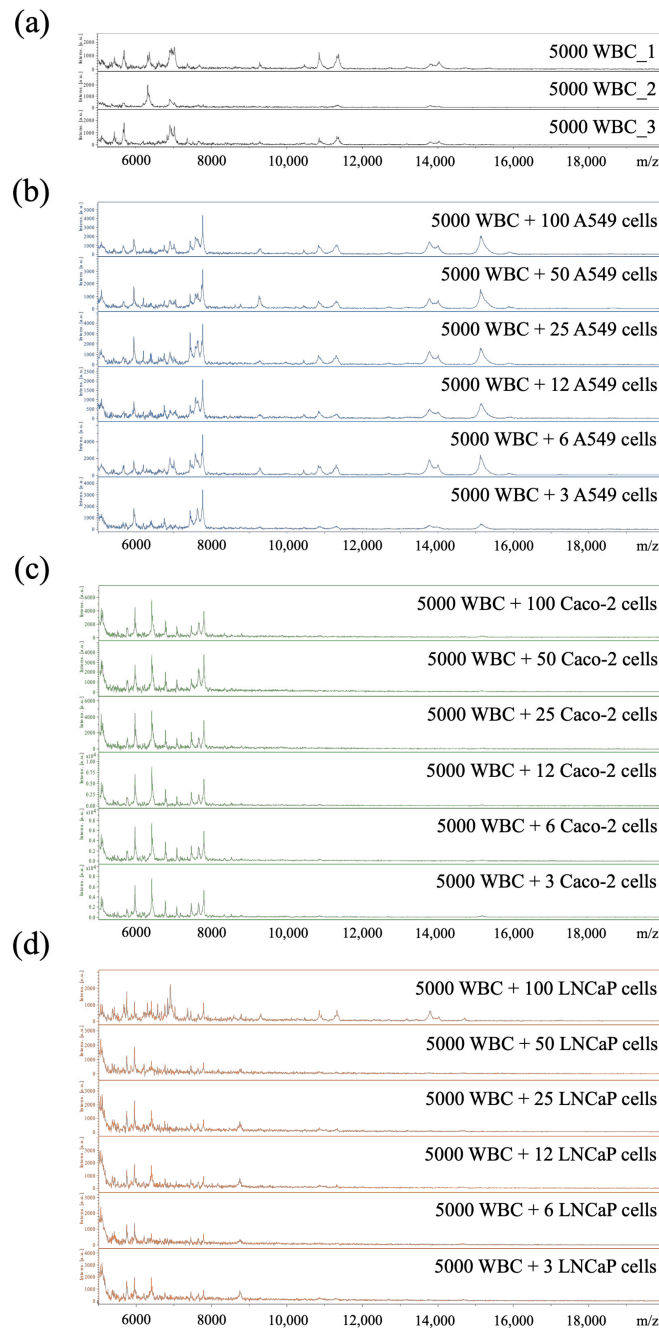 (a)
5000 WBC_1
5000 WBC_2
5000 WBC_3
6000 8000 10,000 12,000 14,000 16,000 18,000 m/z
(b)
5000 WBC + 100 A549 cells
5000 WBC + 50 A549 cells
5000 WBC + 25 A549 cells
5000 WBC + 12 A549 cells
5000 WBC + 6 A549 cells
5000 WBC + 3 A549 cells
6000 8000 10,000 12,000 14,000 16,000 18,000 m/z
(c)
5000 WBC + 100 Caco-2 cells
5000 WBC + 50 Caco-2 cells
5000 WBC + 25 Caco-2 cells
5000 WBC + 12 Caco-2 cells
5000 WBC + 6 Caco-2 cells
5000 WBC + 3 Caco-2 cells
6000 8000 10,000 12,000 14,000 16,000 18,000 m/z
(d)
5000 WBC + 100 LNCaP cells
5000 WBC + 50 LNCaP cells
5000 WBC + 25 LNCaP cells
5000 WBC + 12 LNCaP cells
5000 WBC + 6 LNCaP cells
5000 WBC + 3 LNCaP cells
6000 8000 10,000 12,000 14,000 16,000 18,000 m/z